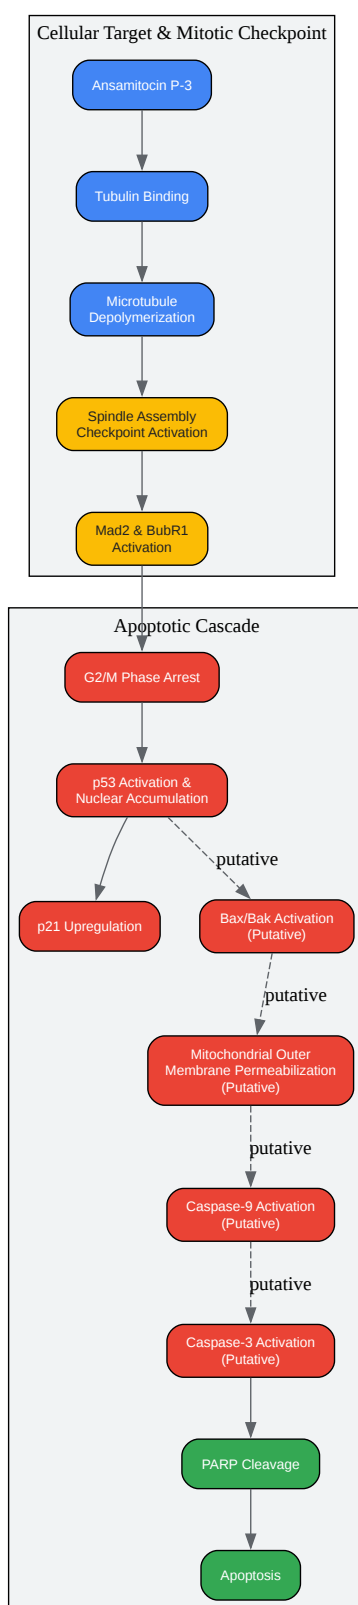 Cellular Target & Mitotic Checkpoint
Ansamitocin P-3
Tubulin Binding
Microtubule
Depolymerization
Spindle Assembly
Checkpoint Activation
Mad2 & BubR1
Activation
Apoptotic Cascade
G2/M Phase Arrest
p53 Activation &
Nuclear Accumulation
putative
p21 Upregulation
Bax/Bak Activation
(Putative)
putative
Mitochondrial Outer
Membrane Permeabilization
(Putative)
putative
Caspase-9 Activation
(Putative)
putative
Caspase-3 Activation
(Putative)
PARP Cleavage
Apoptosis